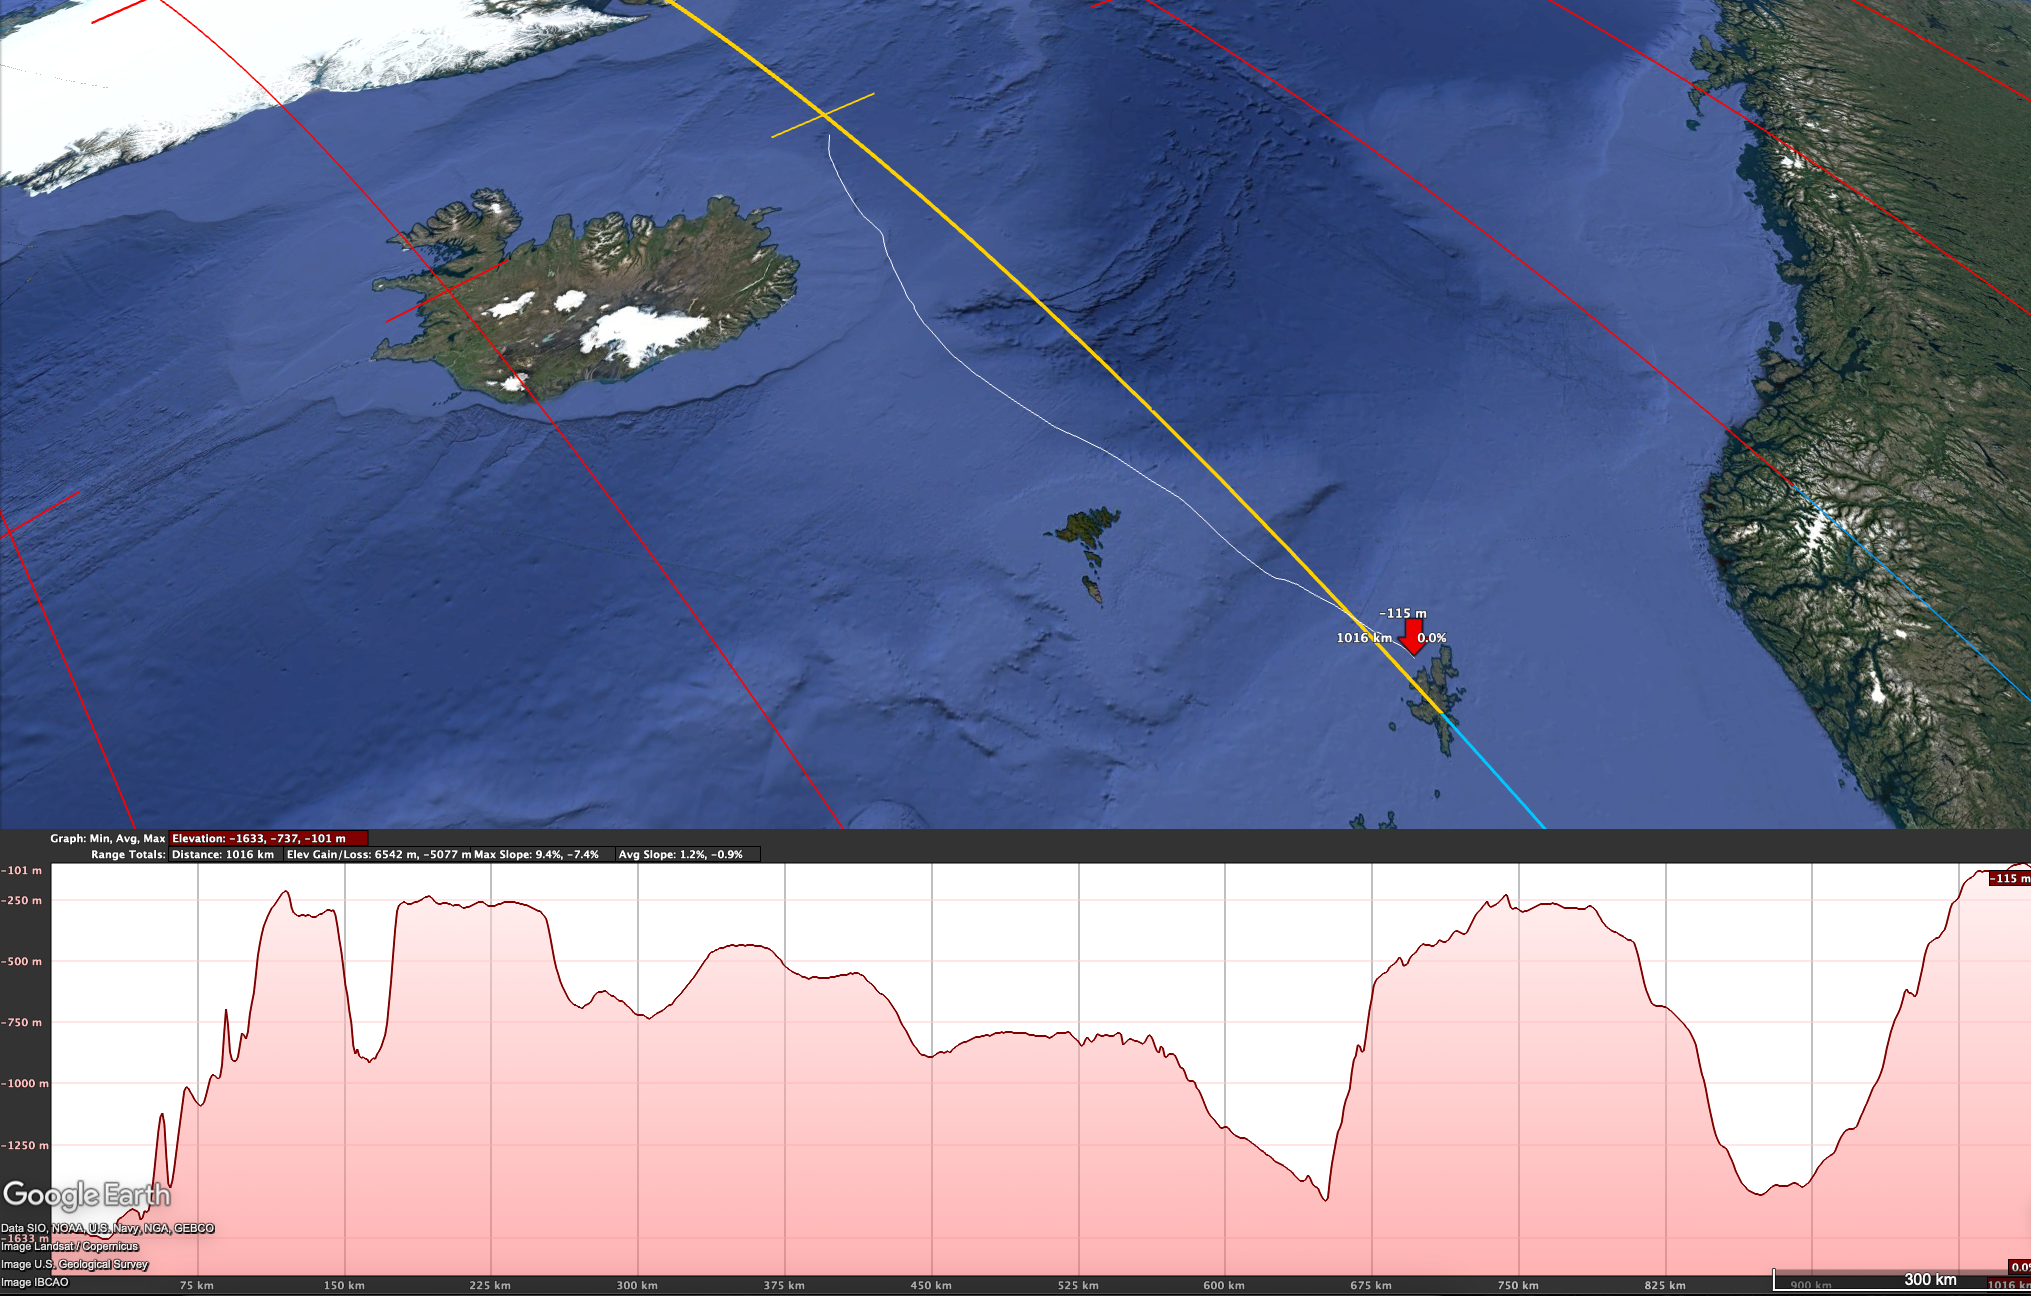 -115 m
1016 km 0.0%
Graph: Min, Avg, Max Elevation: -1633, -737, -101 m
Range Totals: Distance: 1016 km Elev Gain/Loss: 6542 m, -5077 m Max Slope: 9.4%, -7.4% Avg Slope: 1.2%, -0.9%
-101 m
-115 m
-250 m
-500 m
-750 m
-1000 m
-1250 m
Google Earth
Data SIO, NOAA, U.S. Navy, NGA, GEBCO
-1633 m
Image Landsat / Copernicus
Image U.S. Geological Survey
0.0%
Image IBCAO
75 km 150 km 225 km 300 km 375 km 450 km 525 km 600 km 675 km 750 km 825 km 900 km 1016 km
300 km